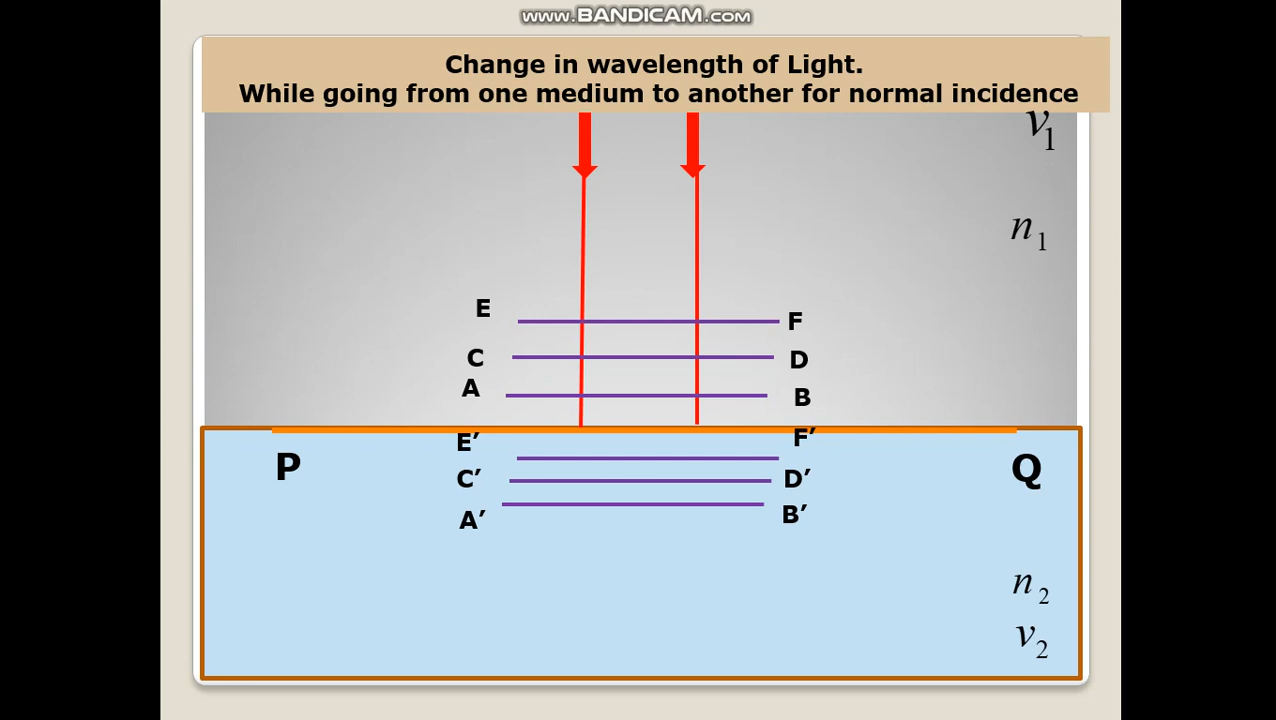 www.BANDICAM.com
Change in wavelength of Light.
While going from one medium to another for normal incidence
v1
n1
E
F
C
D
A
B
E′
F′
P
Q
C′
D′
A′
B′
n2
v2